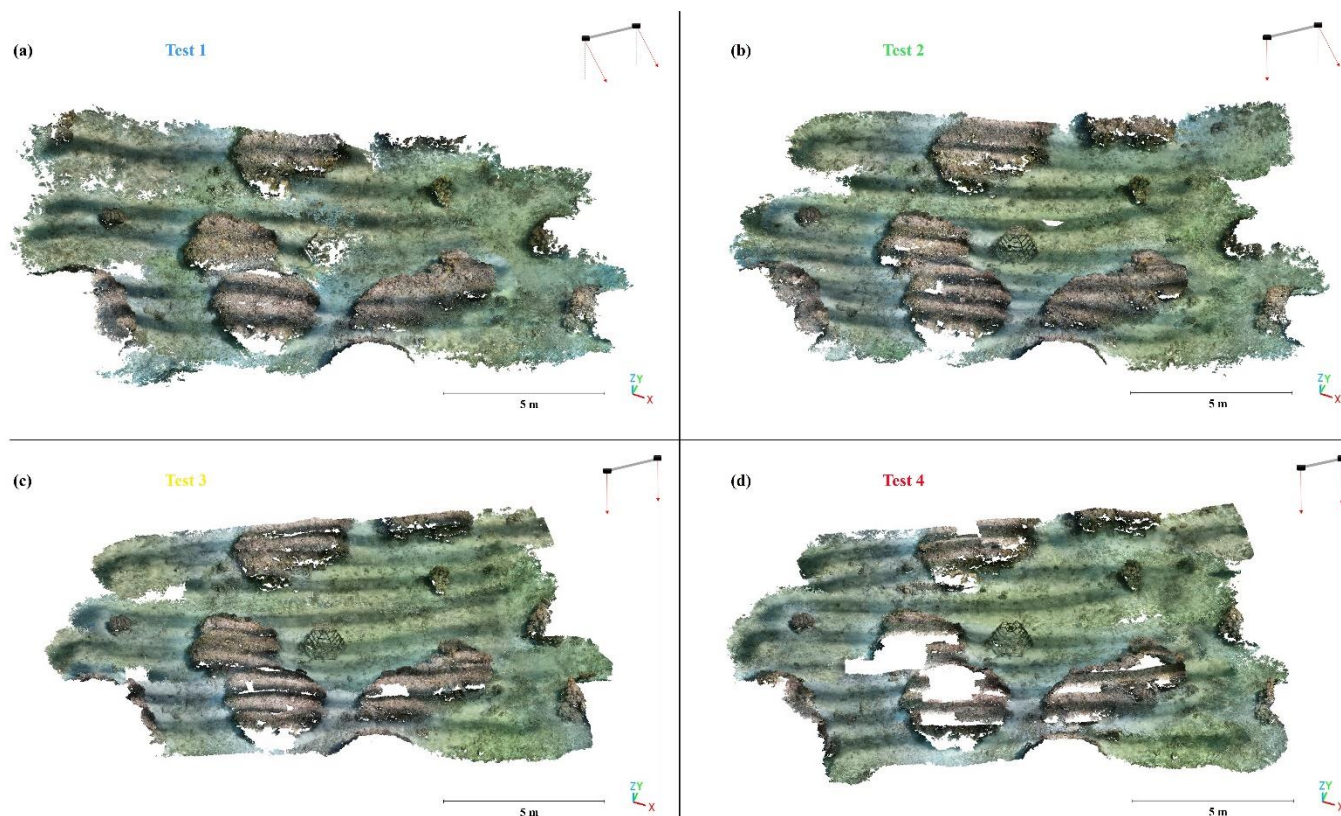 (a) Test 1
(b) Test 2
5 m
Z Y
X
5 m
Z Y
X
(c) Test 3
(d) Test 4
5 m
Z Y
X
5 m
Z Y
X